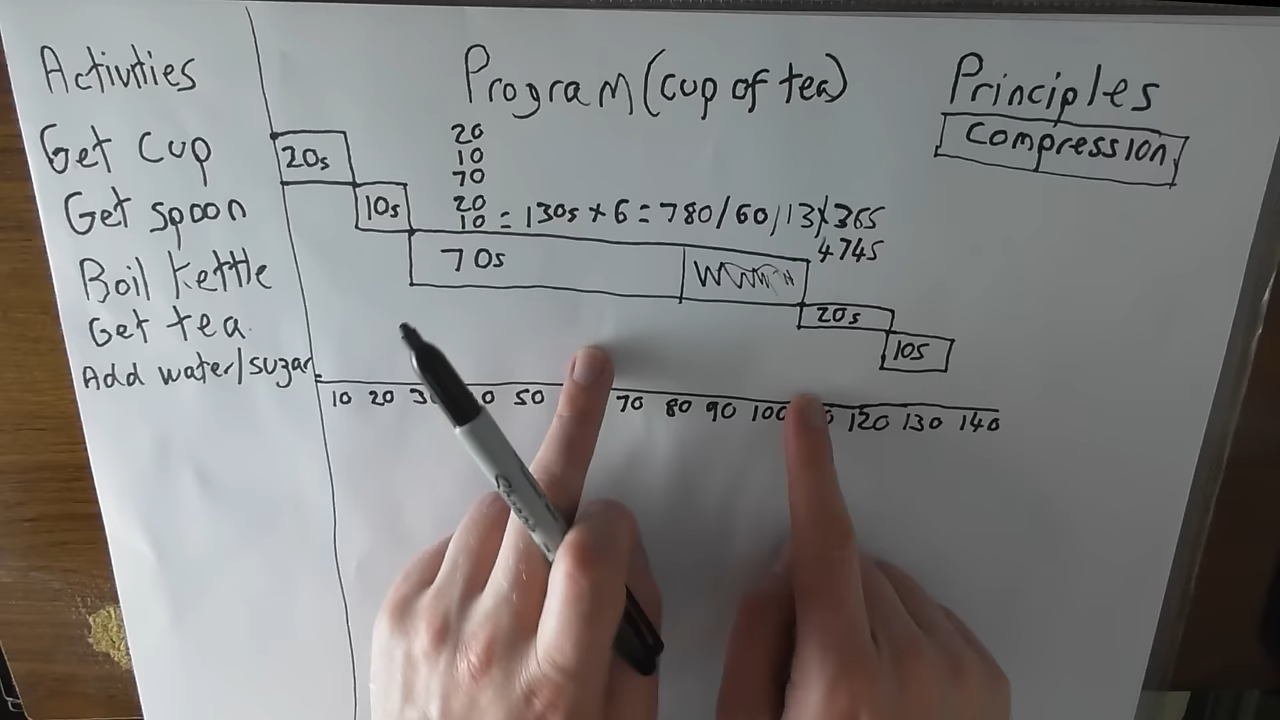 Activities
Program (cup of tea)
Principles
Compression
Get cup
20s
20
10
70
20
10 = 130s * 6 = 780/60/13 * 365
4745
Get spoon
10s
Boil kettle
70s
Get tea
20s
Add water/sugar
10s
10 20 50 70 80 90 100 120 130 140